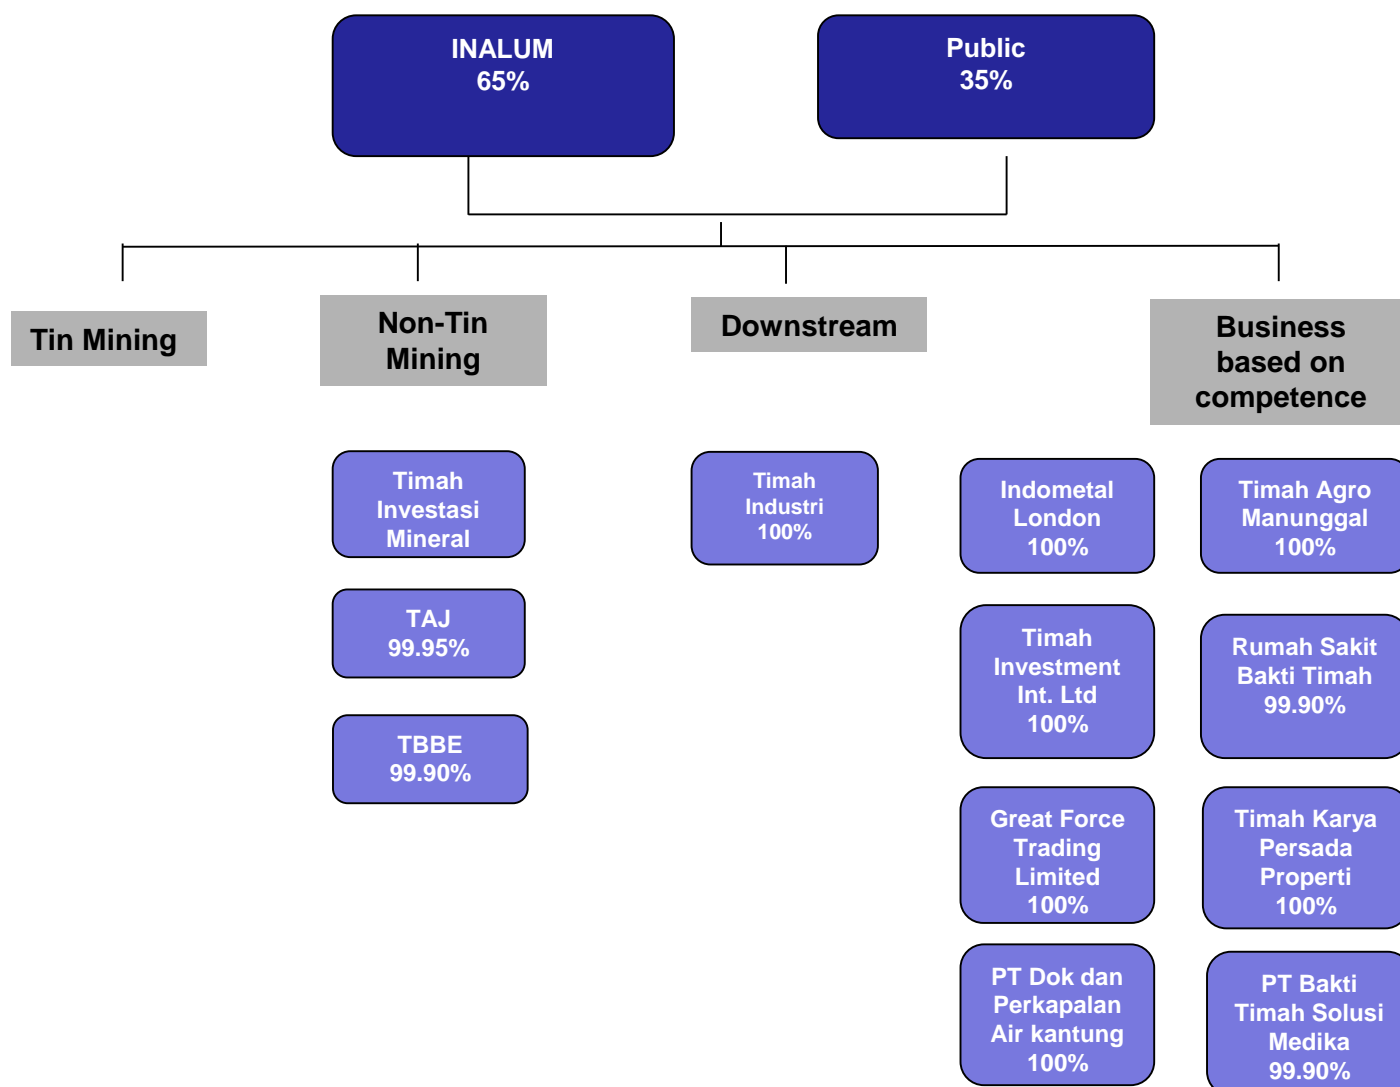 INALUM
65%
Public
35%
Tin Mining
Non-Tin
Mining
Downstream
Business
based on
competence
Timah
Investasi
Mineral
TAJ
99.95%
TBBE
99.90%
Timah
Industri
100%
Indometal
London
100%
Timah Agro
Manunggal
100%
Timah
Investment
Int. Ltd
100%
Rumah Sakit
Bakti Timah
99.90%
Great Force
Trading
Limited
100%
Timah Karya
Persada
Properti
100%
PT Dok dan
Perkapalan
Air kantung
100%
PT Bakti
Timah Solusi
Medika
99.90%